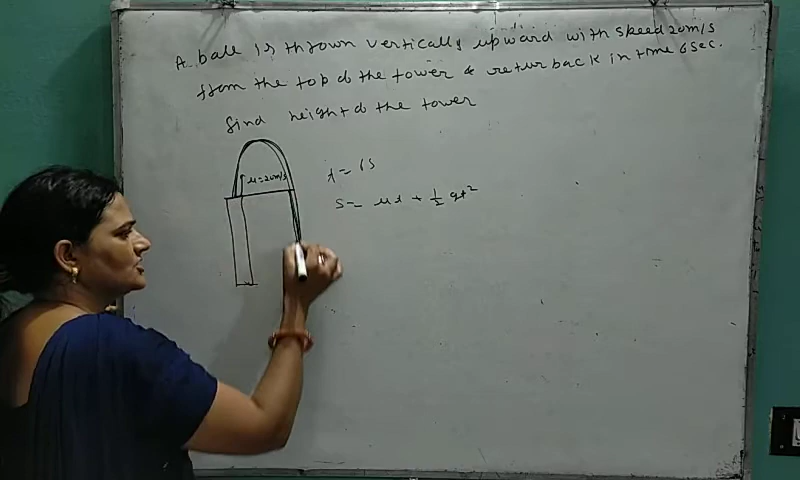 A ball is thrown vertically upward with speed 20m/s
from the top of the tower & retur back in time 6sec.
find height of the tower
u=20m/s
t = 6s
s = ut + 1/2 gt²